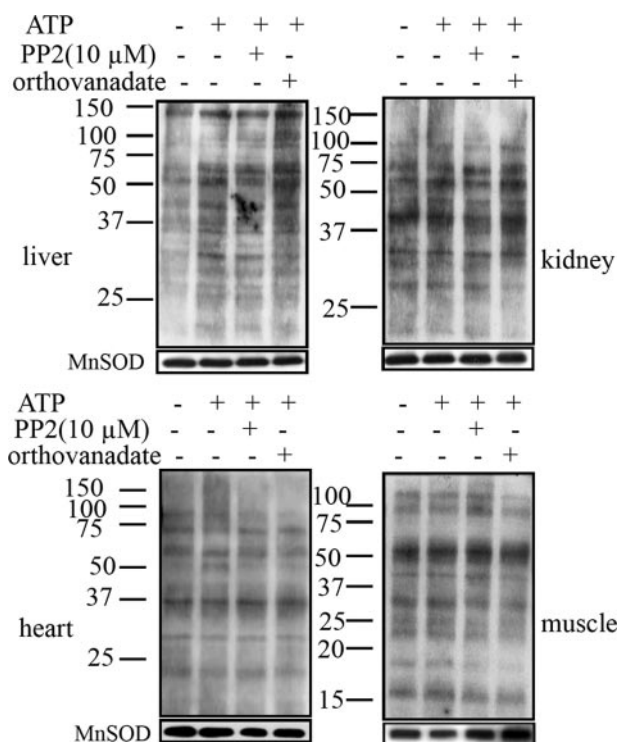 ATP - + + + - + + +
PP2(10 µM) - - + - - - + -
orthovanadate - - - + - - - +
150
100
75
50
37
25
liver
MnSOD
150
100
75
50
37
25
kidney
ATP - + + + - + + +
PP2(10 µM) - - + - - - + -
orthovanadate - - - + - - - +
150
100
75
50
37
25
heart
MnSOD
100
75
50
37
25
20
15
muscle